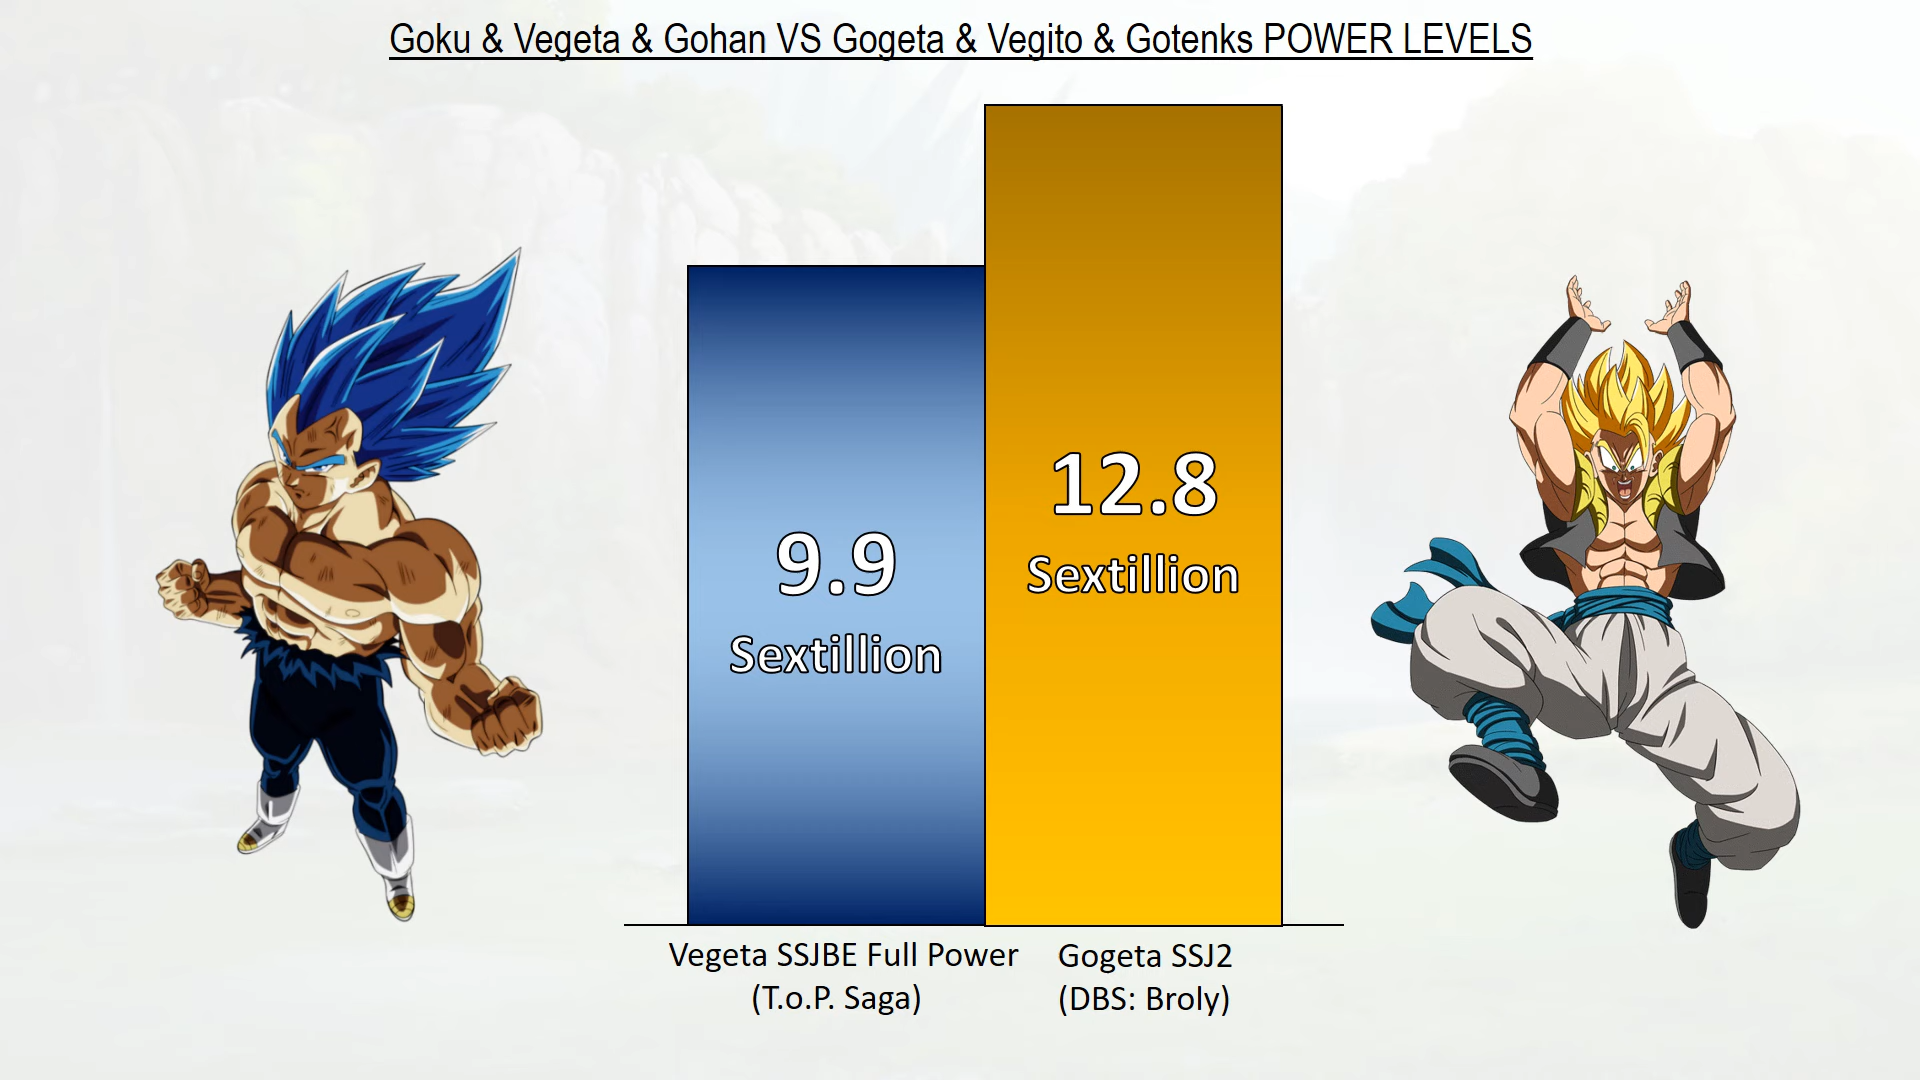 Goku & Vegeta & Gohan VS Gogeta & Vegito & Gotenks POWER LEVELS
9.9
Sextillion
12.8
Sextillion
Vegeta SSJBE Full Power
(T.o.P. Saga)
Gogeta SSJ2
(DBS: Broly)